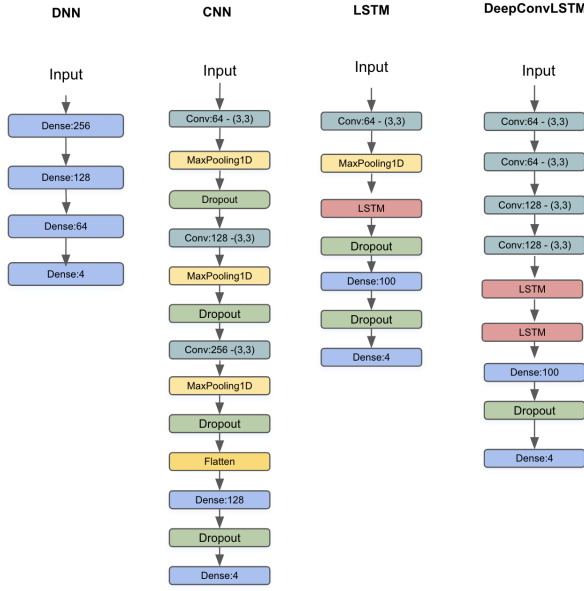 DNN
Input
Dense:256
Dense:128
Dense:64
Dense:4
CNN
Input
Conv:64 - (3,3)
MaxPooling1D
Dropout
Conv:128 -(3,3)
MaxPooling1D
Dropout
Conv:256 -(3,3)
MaxPooling1D
Dropout
Flatten
Dense:128
Dropout
Dense:4
LSTM
Input
Conv:64 - (3,3)
MaxPooling1D
LSTM
Dropout
Dense:100
Dropout
Dense:4
DeepConvLSTM
Input
Conv:64 - (3,3)
Conv:64 - (3,3)
Conv:128 - (3,3)
Conv:128 - (3,3)
LSTM
LSTM
Dense:100
Dropout
Dense:4